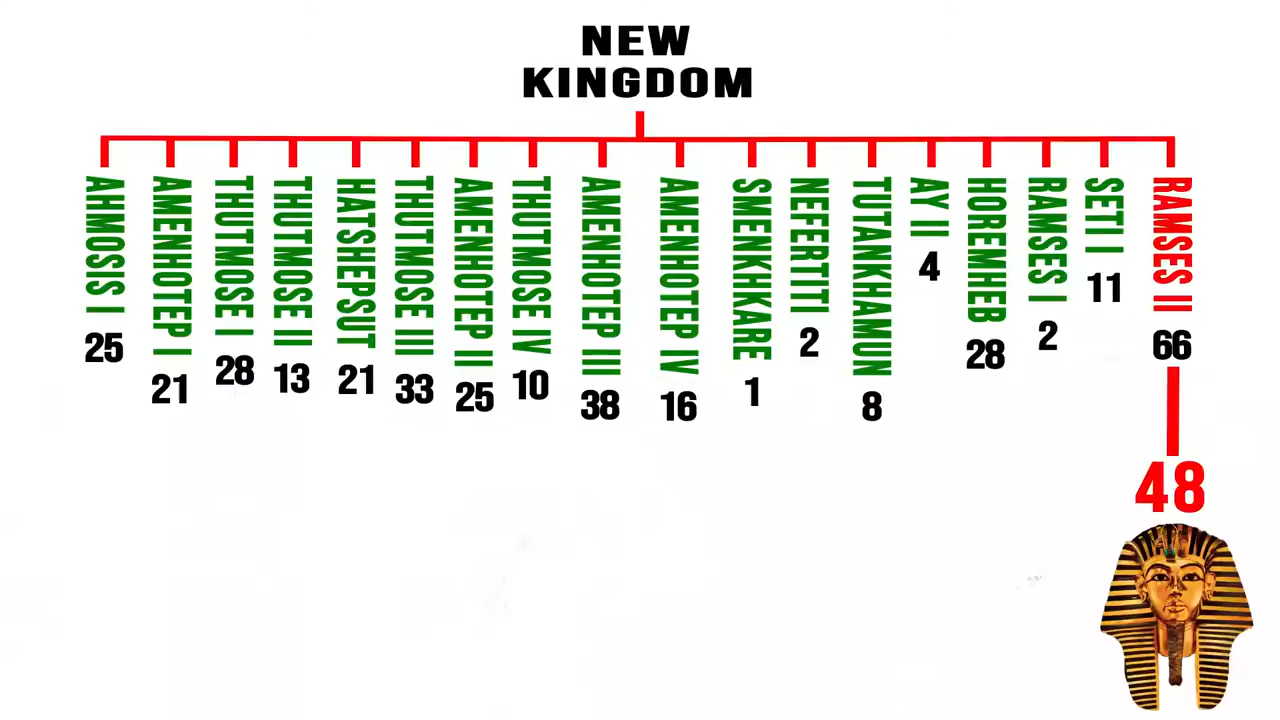 NEW
KINGDOM
AHMOSIS I
25
AMENHOTEP I
21
THUTMOSE I
28
THUTMOSE II
13
HATSHEPSUT
21
THUTMOSE III
33
AMENHOTEP II
25
THUTMOSE IV
10
AMENHOTEP III
38
AMENHOTEP IV
16
SMENKHKARE
1
NEFERTITI
2
TUTANKHAMUN
8
AY II
4
HOREMHEB
28
RAMSES I
2
SETI I
11
RAMSES II
66
48